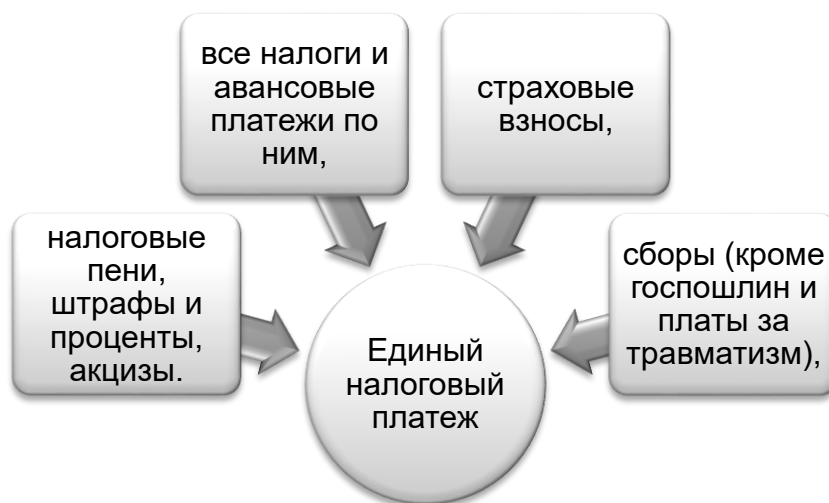 все налоги и
авансовые
платежи по
ним,
страховые
взносы,
налоговые
пени,
штрафы и
проценты,
акцизы.
сборы (кроме
госпошлин и
платы за
травматизм),
Единый
налоговый
платеж